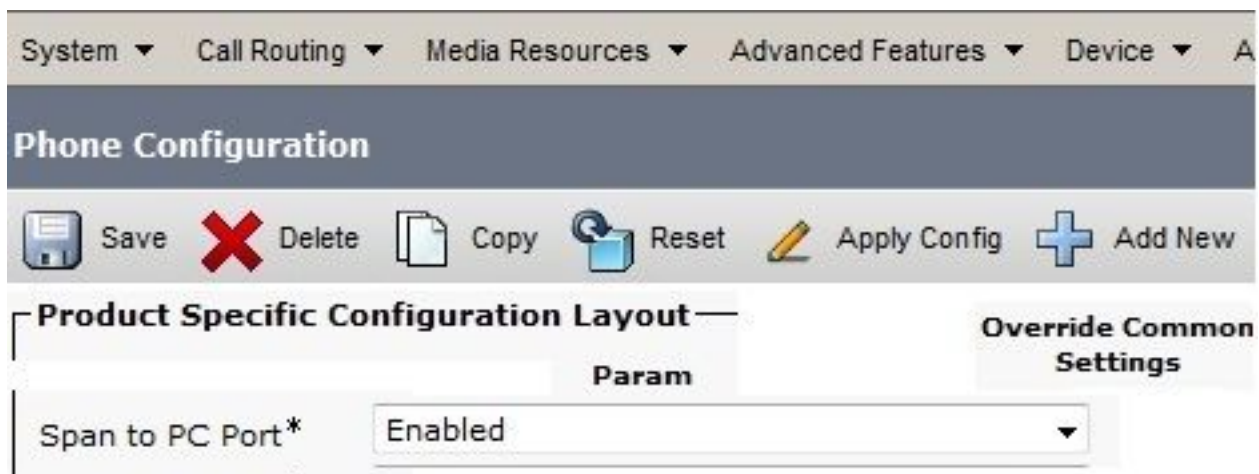 System Call Routing Media Resources Advanced Features Device A
Phone Configuration
Save Delete Copy Reset Apply Config Add New
Product Specific Configuration Layout
Override Common
Settings
Param
Span to PC Port* Enabled